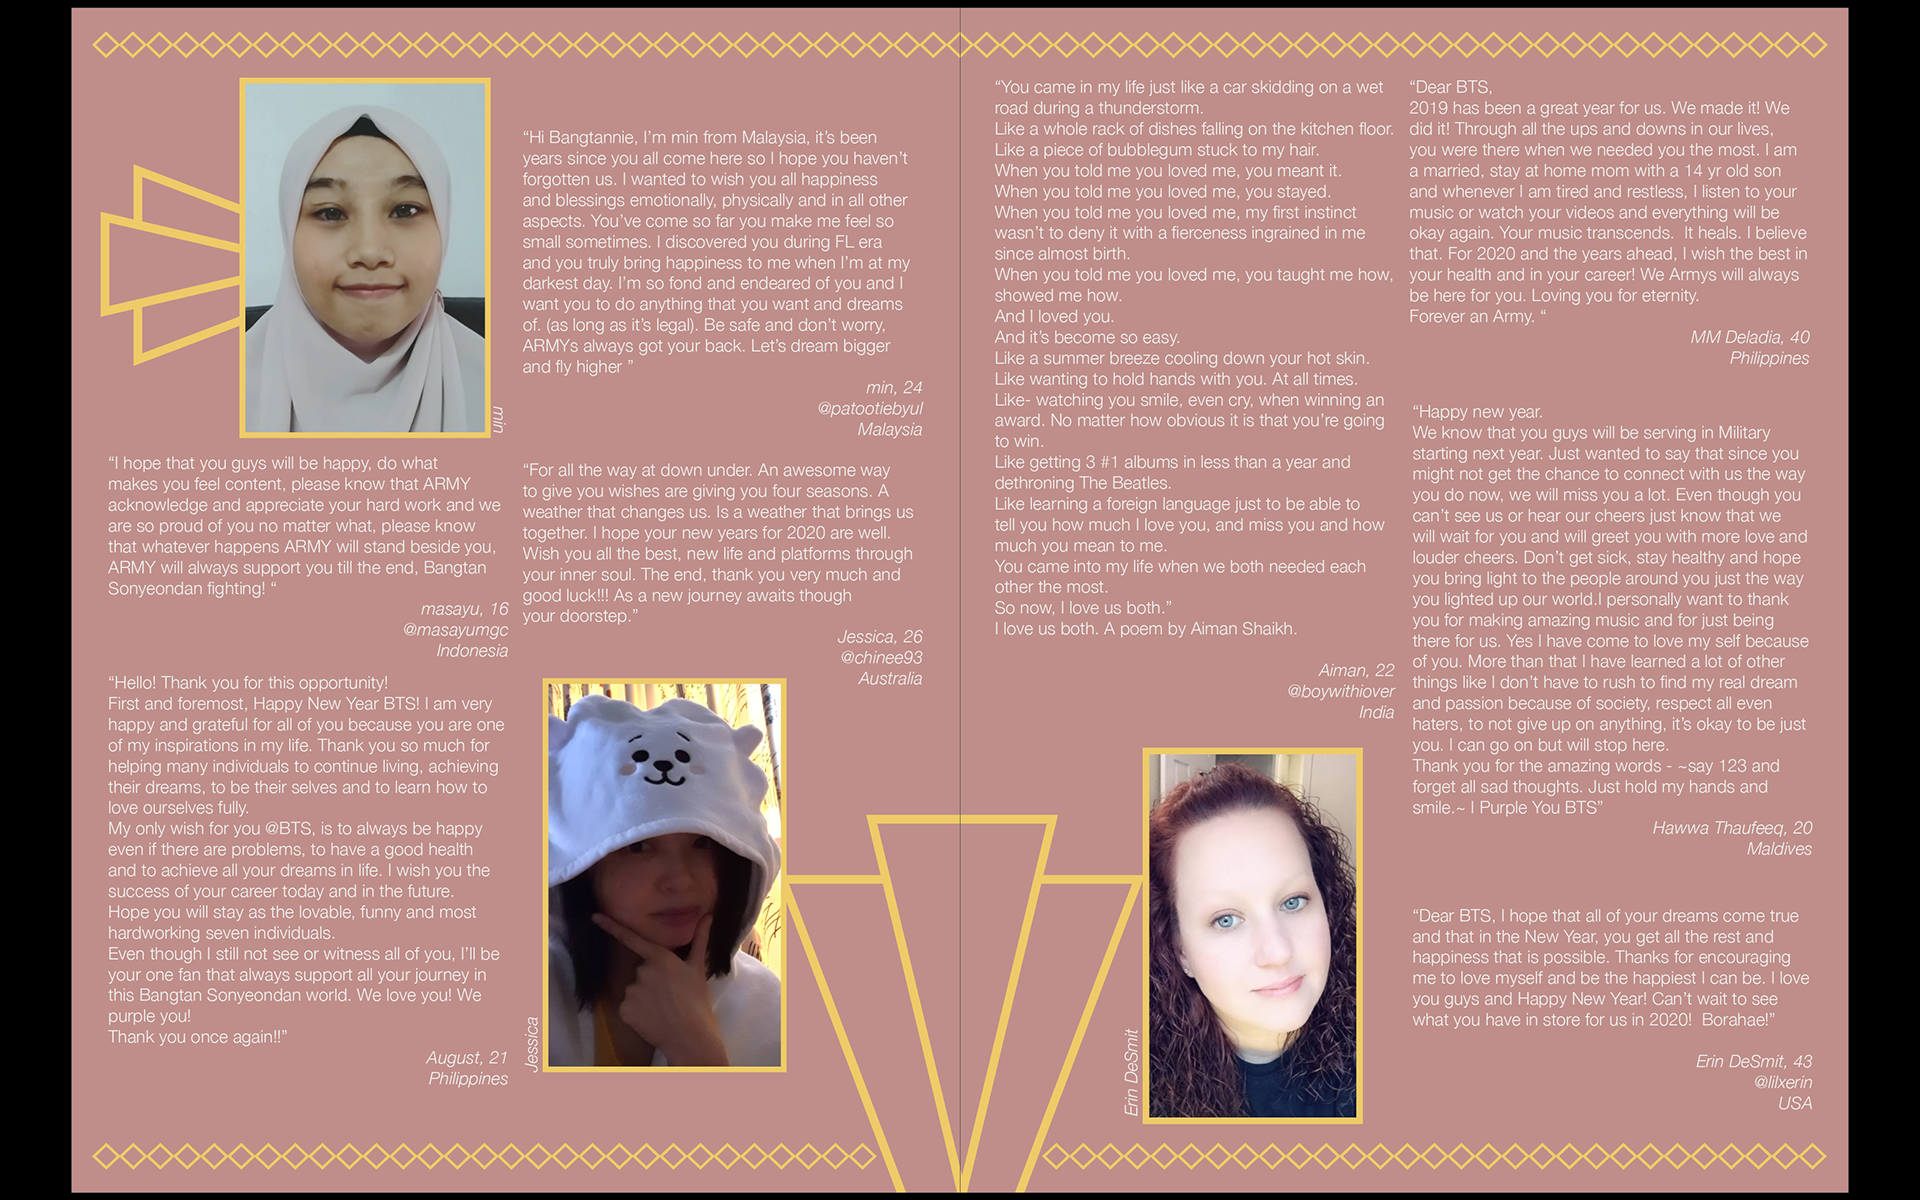 “Hi Bangtannie, I’m min from Malaysia, it’s been
years since you all come here so I hope you haven’t
forgotten us. I wanted to wish you all happiness
and blessings emotionally, physically and in all other
aspects. You’ve come so far you make me feel so
small sometimes. I discovered you during FL era
and you truly bring happiness to me when I’m at my
darkest day. I’m so fond and endeared of you and I
want you to do anything that you want and dreams
of. (as long as it’s legal). Be safe and don’t worry,
ARMYs always got your back. Let’s dream bigger
and fly higher ”
min, 24
@patootiebyul
Malaysia
min
“I hope that you guys will be happy, do what
makes you feel content, please know that ARMY
acknowledge and appreciate your hard work and we
are so proud of you no matter what, please know
that whatever happens ARMY will stand beside you,
ARMY will always support you till the end, Bangtan
Sonyeondan fighting! “
masayu, 16
@masayumgc
Indonesia
“Hello! Thank you for this opportunity!
First and foremost, Happy New Year BTS! I am very
happy and grateful for all of you because you are one
of my inspirations in my life. Thank you so much for
helping many individuals to continue living, achieving
their dreams, to be their selves and to learn how to
love ourselves fully.
My only wish for you @BTS, is to always be happy
even if there are problems, to have a good health
and to achieve all your dreams in life. I wish you the
success of your career today and in the future.
Hope you will stay as the lovable, funny and most
hardworking seven individuals.
Even though I still not see or witness all of you, I’ll be
your one fan that always support all your journey in
this Bangtan Sonyeondan world. We love you! We
purple you!
Thank you once again!!”
August, 21
Philippines
“For all the way at down under. An awesome way
to give you wishes are giving you four seasons. A
weather that changes us. Is a weather that brings us
together. I hope your new years for 2020 are well.
Wish you all the best, new life and platforms through
your inner soul. The end, thank you very much and
good luck!!! As a new journey awaits though
your doorstep.”
Jessica, 26
@chinee93
Australia
Jessica
“You came in my life just like a car skidding on a wet
road during a thunderstorm.
Like a whole rack of dishes falling on the kitchen floor.
Like a piece of bubblegum stuck to my hair.
When you told me you loved me, you meant it.
When you told me you loved me, you stayed.
When you told me you loved me, my first instinct
wasn’t to deny it with a fierceness ingrained in me
since almost birth.
When you told me you loved me, you taught me how,
showed me how.
And I loved you.
And it’s become so easy.
Like a summer breeze cooling down your hot skin.
Like wanting to hold hands with you. At all times.
Like- watching you smile, even cry, when winning an
award. No matter how obvious it is that you’re going
to win.
Like getting 3 #1 albums in less than a year and
dethroning The Beatles.
Like learning a foreign language just to be able to
tell you how much I love you, and miss you and how
much you mean to me.
You came into my life when we both needed each
other the most.
So now, I love us both.”
I love us both. A poem by Aiman Shaikh.
Aiman, 22
@boywithiover
India
Erin DeSmit
“Dear BTS,
2019 has been a great year for us. We made it! We
did it! Through all the ups and downs in our lives,
you were there when we needed you the most. I am
a married, stay at home mom with a 14 yr old son
and whenever I am tired and restless, I listen to your
music or watch your videos and everything will be
okay again. Your music transcends.  It heals. I believe
that. For 2020 and the years ahead, I wish the best in
your health and in your career! We Armys will always
be here for you. Loving you for eternity.
Forever an Army. “
MM Deladia, 40
Philippines
“Happy new year.
We know that you guys will be serving in Military
starting next year. Just wanted to say that since you
might not get the chance to connect with us the way
you do now, we will miss you a lot. Even though you
can’t see us or hear our cheers just know that we
will wait for you and will greet you with more love and
louder cheers. Don’t get sick, stay healthy and hope
you bring light to the people around you just the way
you lighted up our world.I personally want to thank
you for making amazing music and for just being
there for us. Yes I have come to love my self because
of you. More than that I have learned a lot of other
things like I don’t have to rush to find my real dream
and passion because of society, respect all even
haters, to not give up on anything, it’s okay to be just
you. I can go on but will stop here.
Thank you for the amazing words - ~say 123 and
forget all sad thoughts. Just hold my hands and
smile.~ I Purple You BTS”
Hawwa Thaufeeq, 20
Maldives
“Dear BTS, I hope that all of your dreams come true
and that in the New Year, you get all the rest and
happiness that is possible. Thanks for encouraging
me to love myself and be the happiest I can be. I love
you guys and Happy New Year! Can’t wait to see
what you have in store for us in 2020!  Borahae!”
Erin DeSmit, 43
@lilxerin
USA